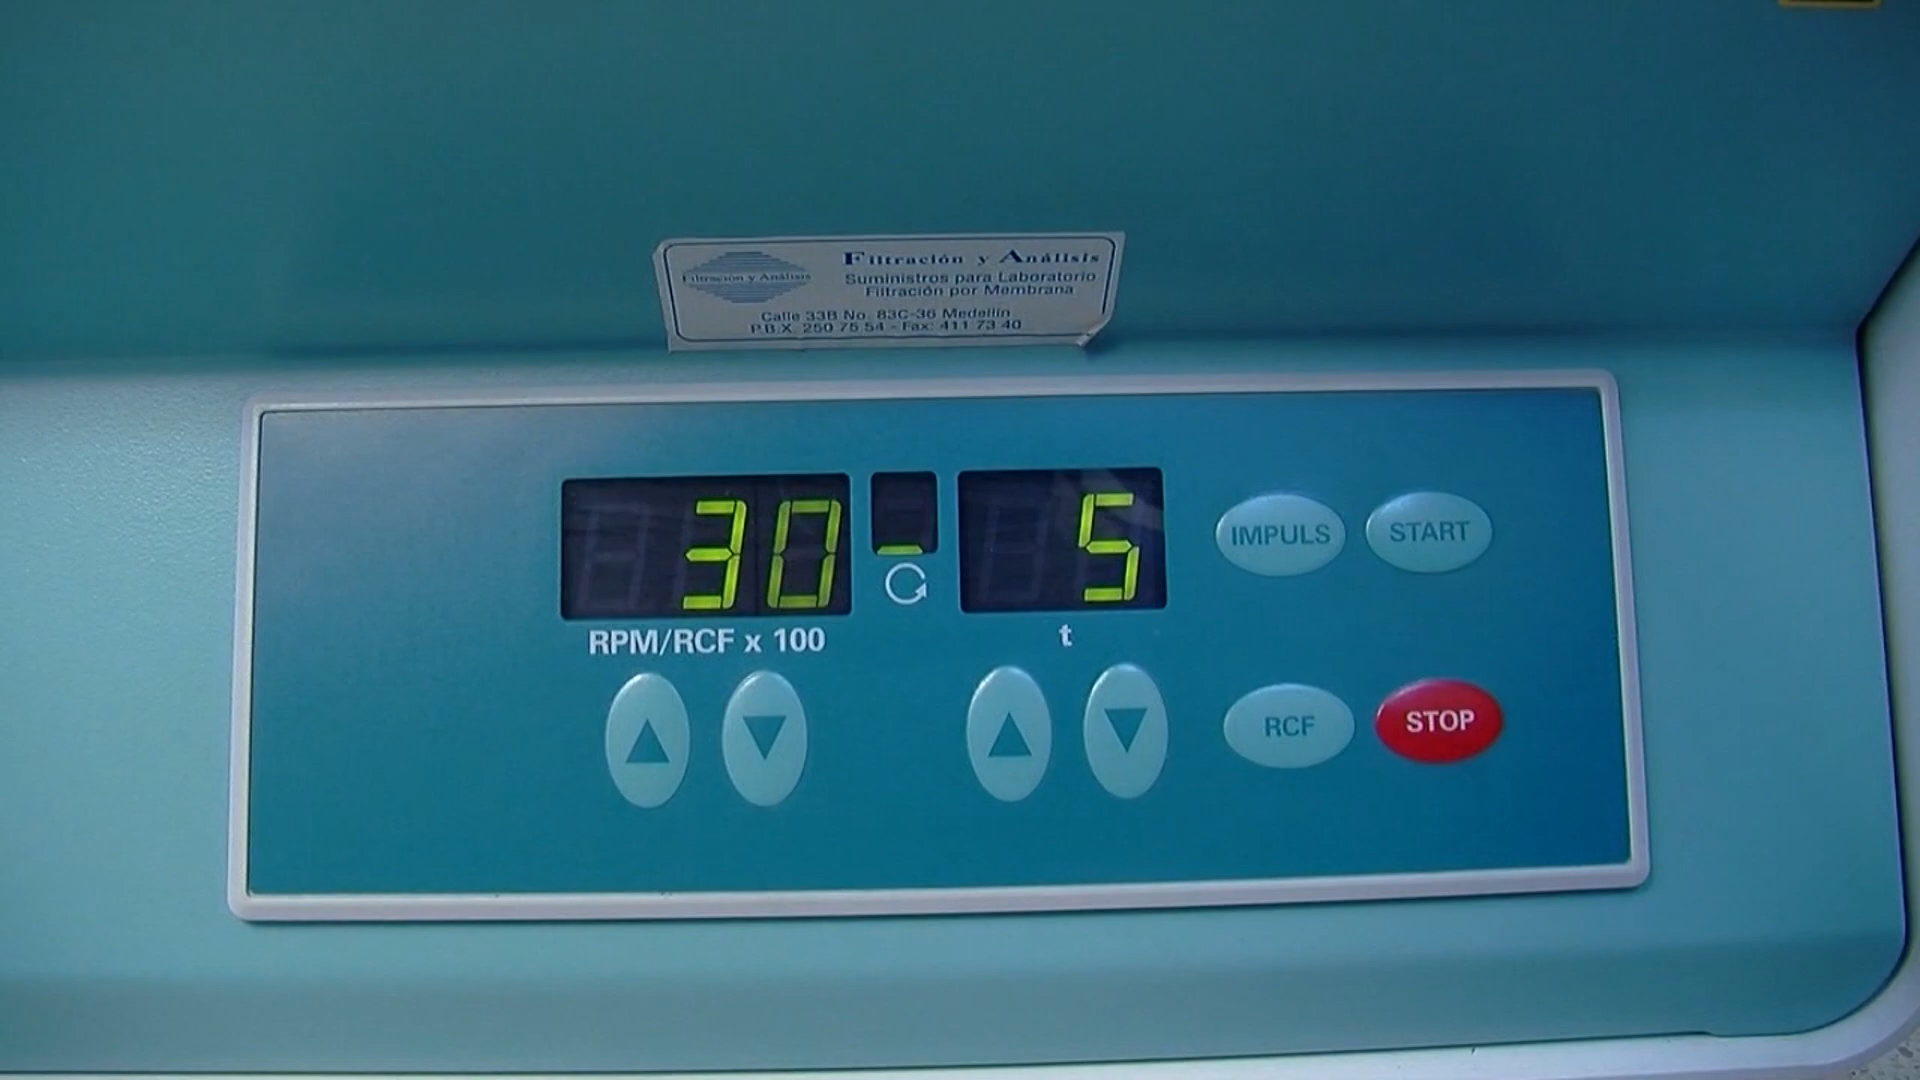 Filtración y Análisis
Filtración y Análisis
Suministros para Laboratorio
Filtración por Membrana
Calle 33B No. 83C-36 Medellín
P.B.X. 250 75 54 - Fax: 411 73 40
30 5
IMPULS START
RPM/RCF x 100 t
RCF STOP